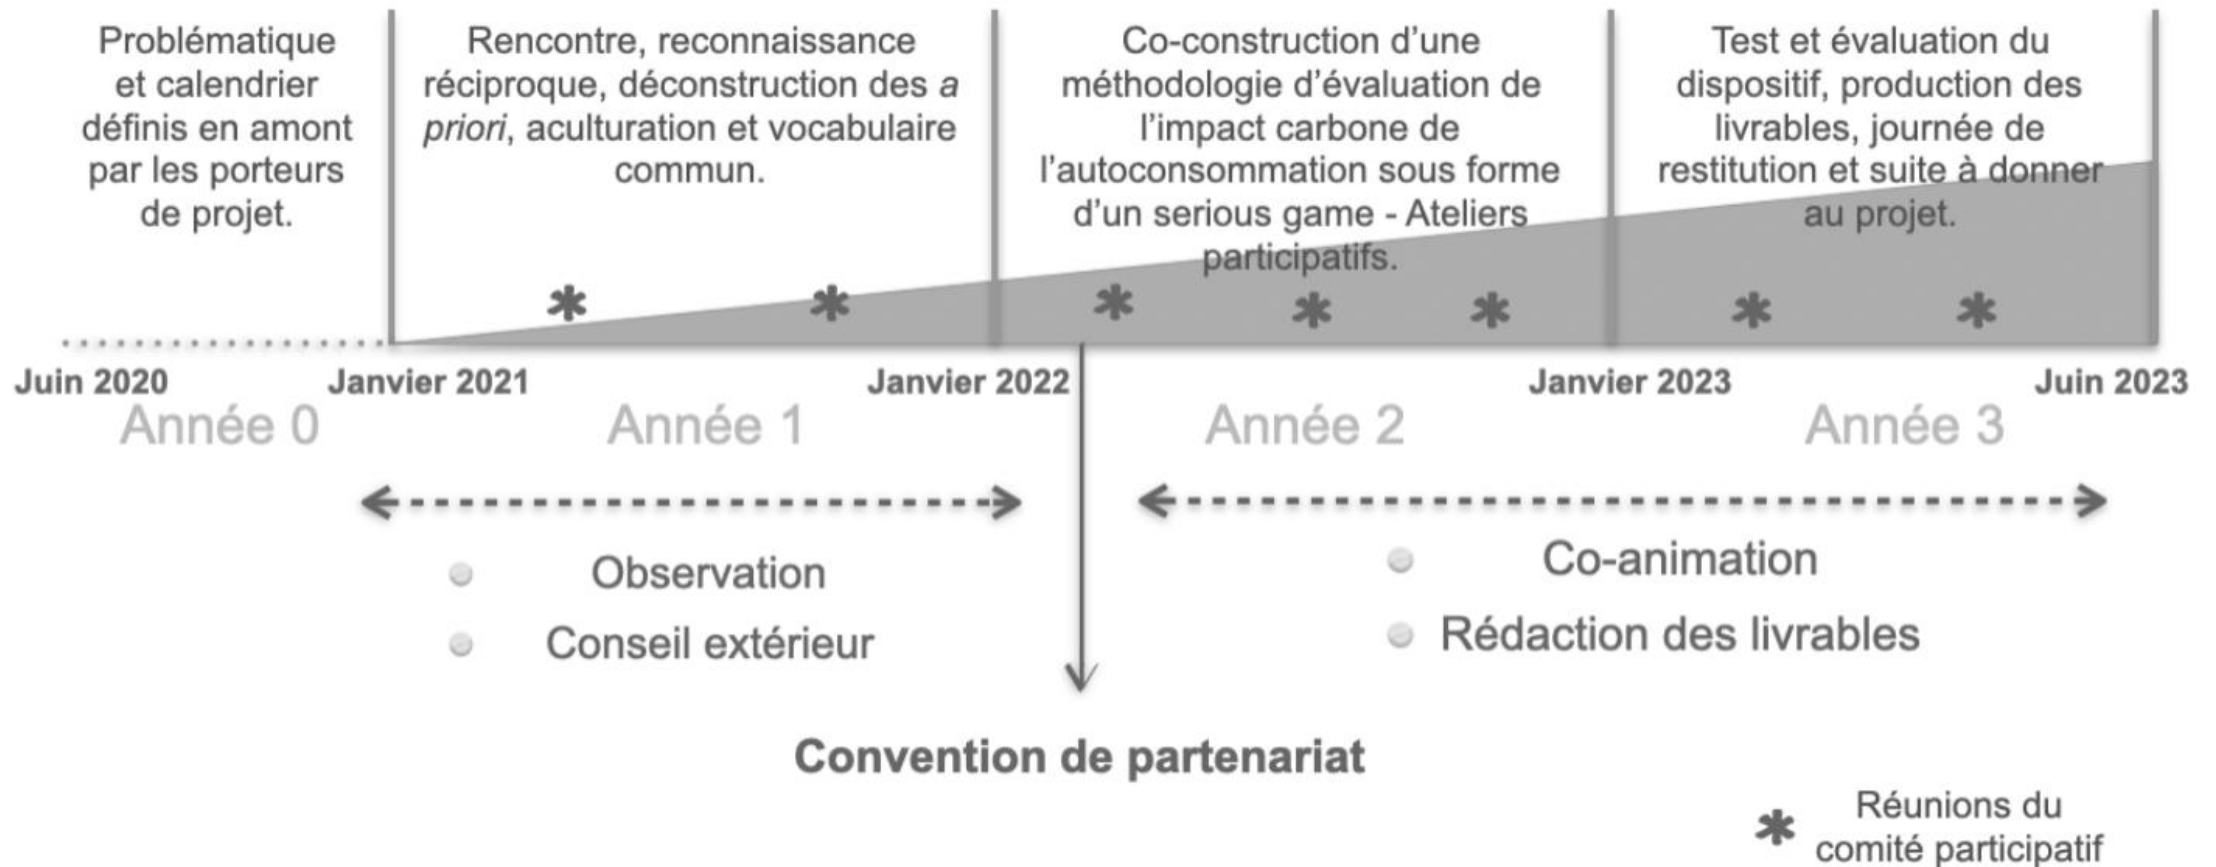 Problématique
et calendrier
définis en amont
par les porteurs
de projet.
Rencontre, reconnaissance
réciproque, déconstruction des a
priori, aculturation et vocabulaire
commun.
Co-construction d’une
méthodologie d’évaluation de
l’impact carbone de
l’autoconsommation sous forme
d’un serious game - Ateliers
participatifs.
Test et évaluation du
dispositif, production des
livrables, journée de
restitution et suite à donner
au projet.
Juin 2020
Janvier 2021
Janvier 2022
Janvier 2023
Juin 2023
Année 0
Année 1
Année 2
Année 3
Observation
Conseil extérieur
Co-animation
Rédaction des livrables
Convention de partenariat
Réunions du
comité participatif